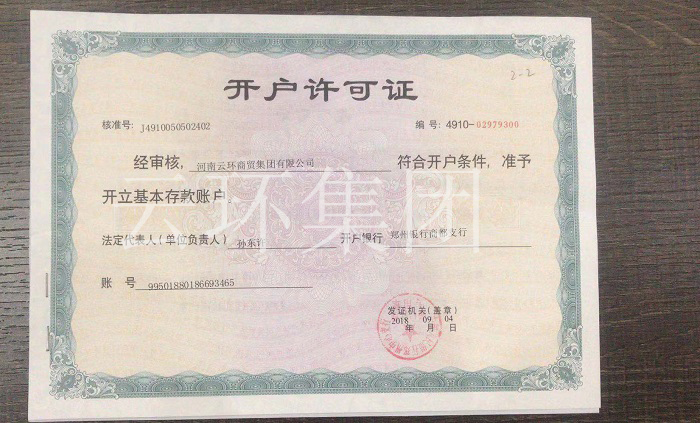 2-2
开户许可证
核准号: J4910050502402 编号: 4910-02979300
经审核, 河南云环商贸集团有限公司 符合开户条件, 准予
开立基本存款账户。
云环集团
法定代表人(单位负责人) 孙东 开户银行 郑州银行商都支行
账 号 99501880186693465
发证机关(盖章)
2018 09 04
年 月 日